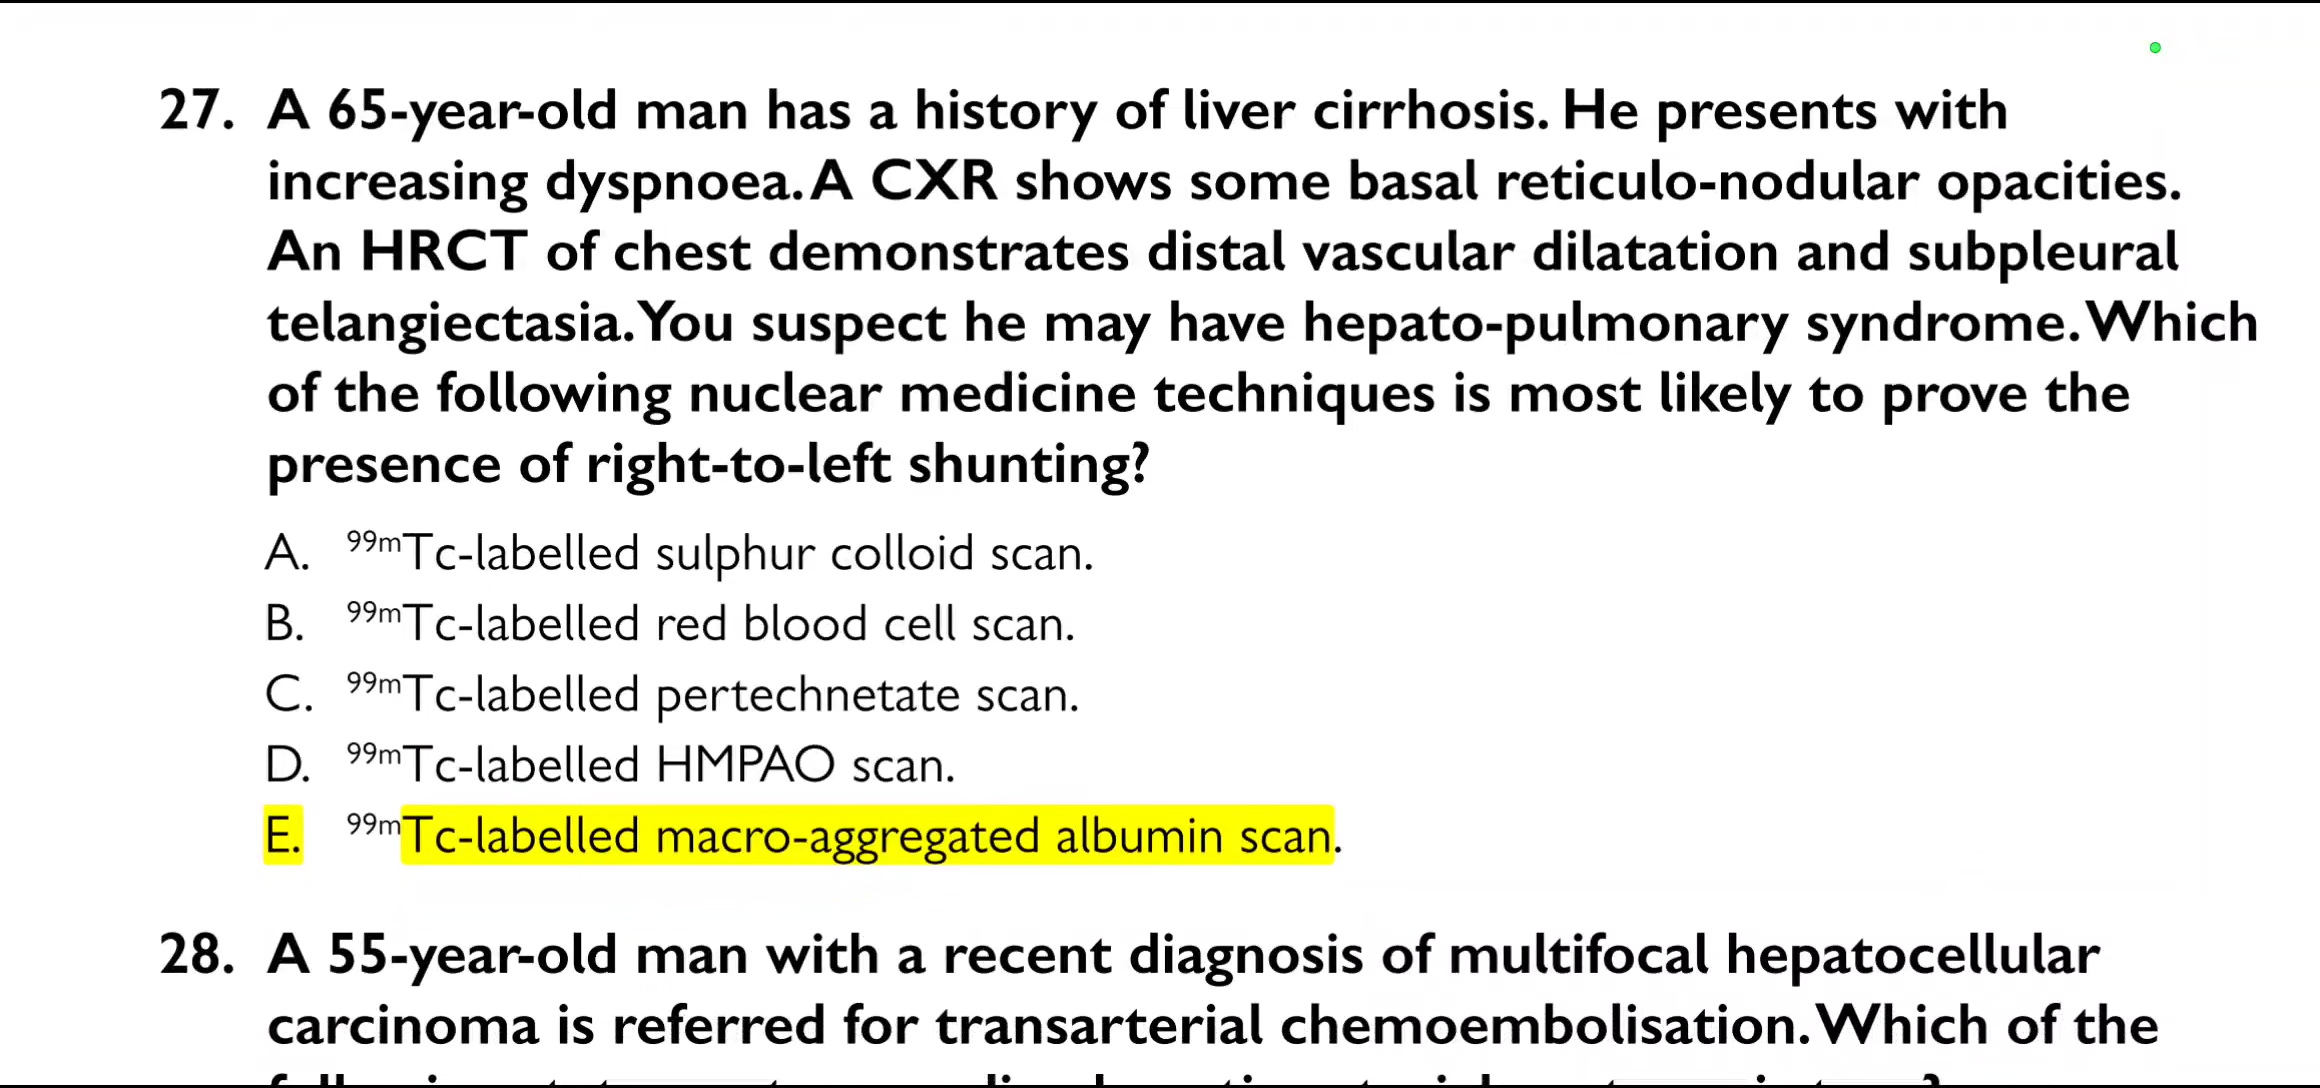 27. A 65-year-old man has a history of liver cirrhosis. He presents with
increasing dyspnoea. A CXR shows some basal reticulo-nodular opacities.
An HRCT of chest demonstrates distal vascular dilatation and subpleural
telangiectasia. You suspect he may have hepato-pulmonary syndrome. Which
of the following nuclear medicine techniques is most likely to prove the
presence of right-to-left shunting?
A. ⁹⁹ᵐTc-labelled sulphur colloid scan.
B. ⁹⁹ᵐTc-labelled red blood cell scan.
C. ⁹⁹ᵐTc-labelled pertechnetate scan.
D. ⁹⁹ᵐTc-labelled HMPAO scan.
E. ⁹⁹ᵐTc-labelled macro-aggregated albumin scan.
28. A 55-year-old man with a recent diagnosis of multifocal hepatocellular
carcinoma is referred for transarterial chemoembolisation. Which of the